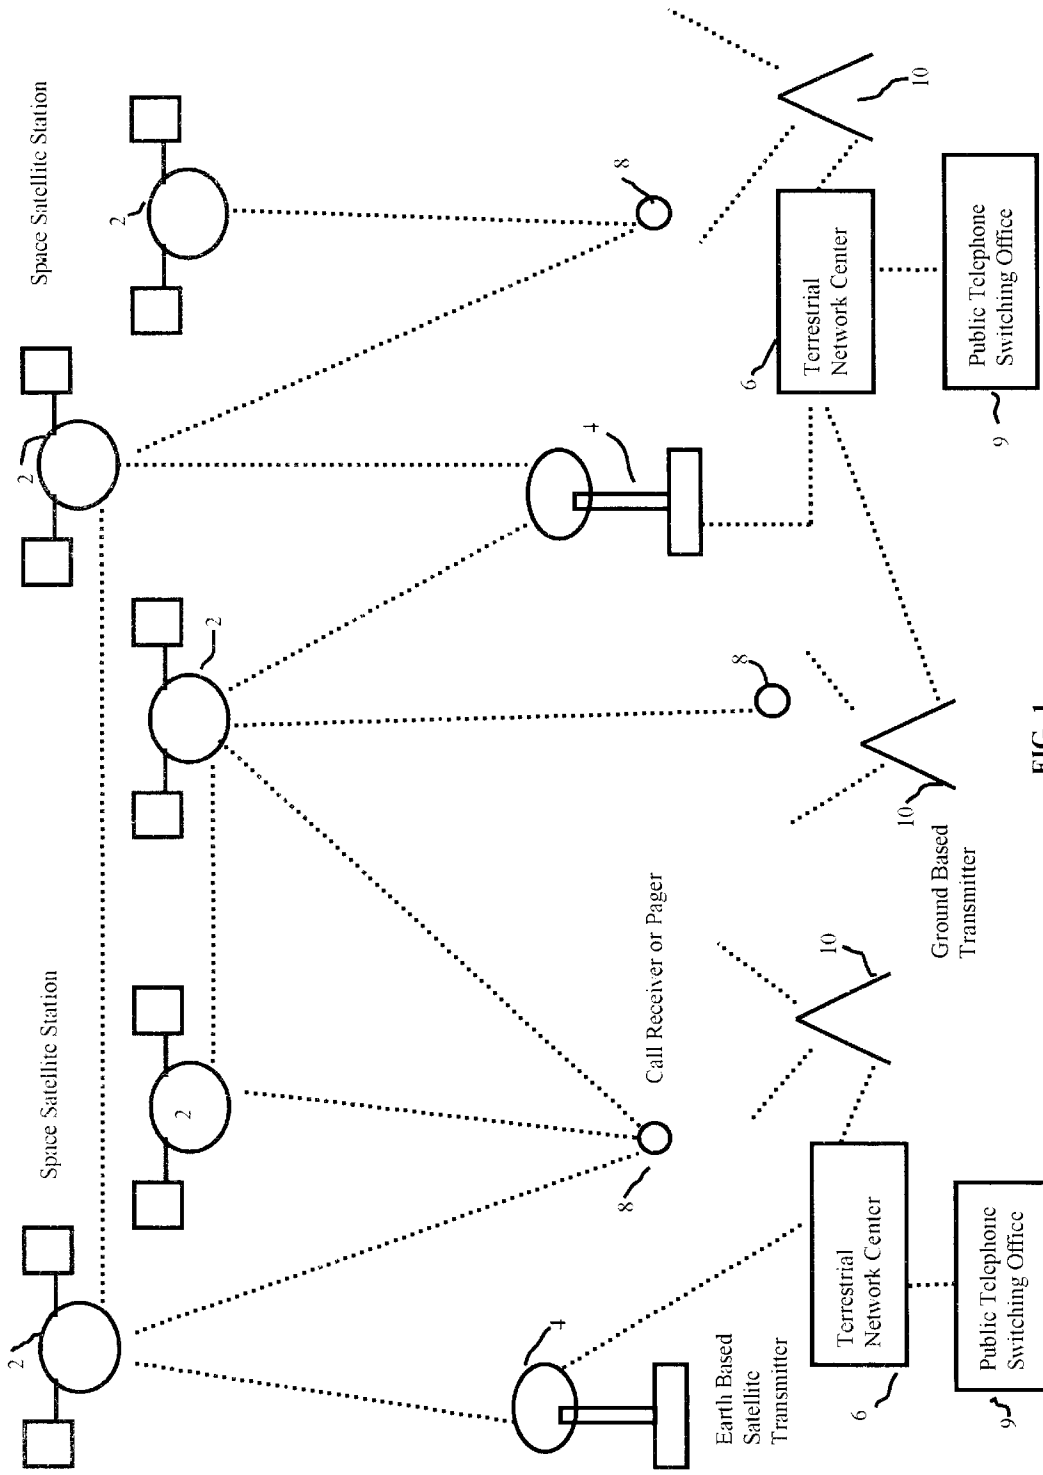 2
2
Space Satellite Station
Space Satellite Station
2
2
2
4
4
8
8
Call Receiver or Pager
Earth Based
Satellite
Transmitter
8
6
Terrestrial
Network Center
10
Terrestrial
Network Center
6
10
10
Ground Based
Transmitter
Public Telephone
Switching Office
9
Public Telephone
Switching Office
9
FIG. 1